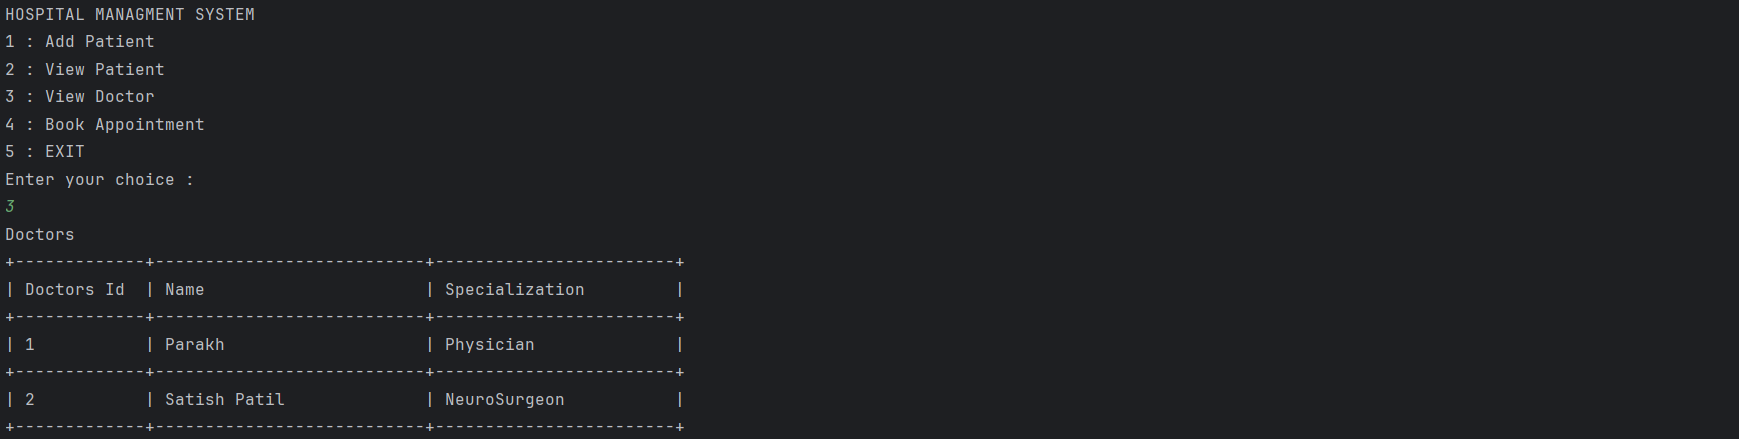 HOSPITAL MANAGMENT SYSTEM
1 : Add Patient
2 : View Patient
3 : View Doctor
4 : Book Appointment
5 : EXIT
Enter your choice :
3
Doctors
+-------------+---------------------------+------------------------+
| Doctors Id  | Name                      | Specialization         |
+-------------+---------------------------+------------------------+
| 1           | Parakh                    | Physician              |
+-------------+---------------------------+------------------------+
| 2           | Satish Patil              | NeuroSurgeon           |
+-------------+---------------------------+------------------------+